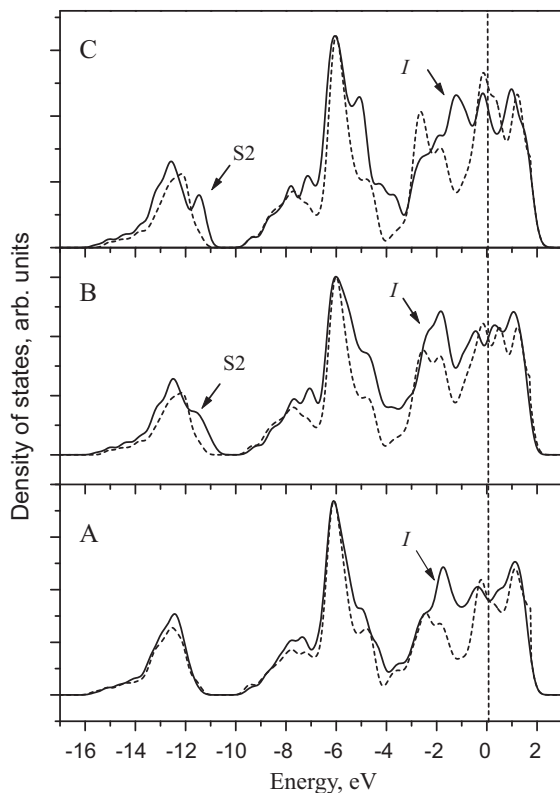 C
I
S2
B
I
S2
A
I
Density of states, arb. units
-16 -14 -12 -10 -8 -6 -4 -2 0 2
Energy, eV